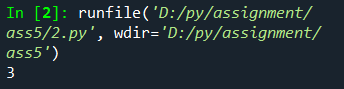 In [2]: runfile('D:/py/assignment/
ass5/2.py', wdir='D:/py/assignment/
ass5')
3